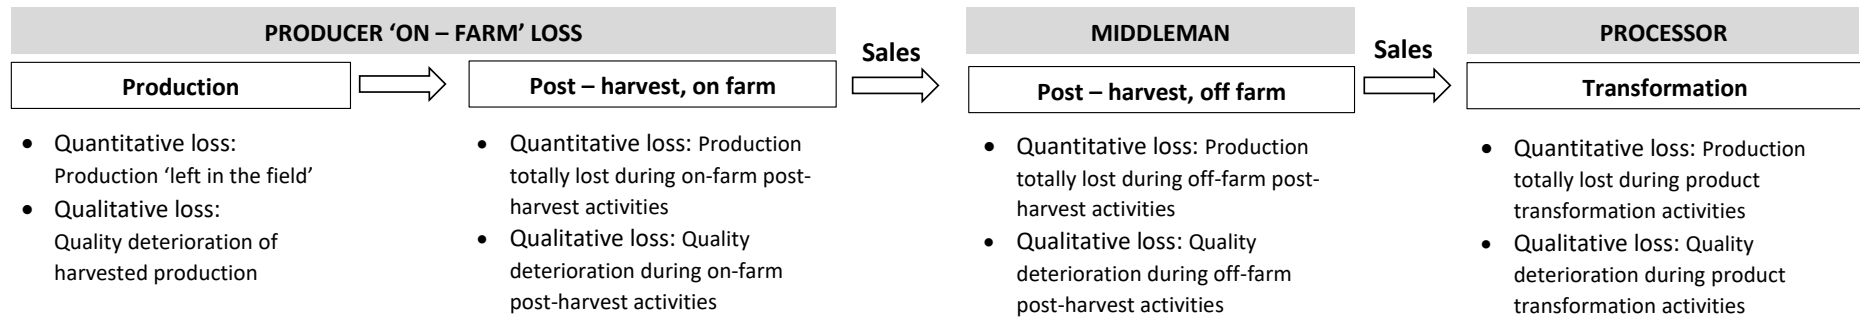 PRODUCER ‘ON – FARM’ LOSS
Production
• Quantitative loss:
Production ‘left in the field’
• Qualitative loss:
Quality deterioration of
harvested production
Post – harvest, on farm
• Quantitative loss: Production
totally lost during on-farm post-
harvest activities
• Qualitative loss: Quality
deterioration during on-farm
post-harvest activities
Sales
MIDDLEMAN
Post – harvest, off farm
• Quantitative loss: Production
totally lost during off-farm post-
harvest activities
• Qualitative loss: Quality
deterioration during off-farm
post-harvest activities
Sales
PROCESSOR
Transformation
• Quantitative loss: Production
totally lost during product
transformation activities
• Qualitative loss: Quality
deterioration during product
transformation activities